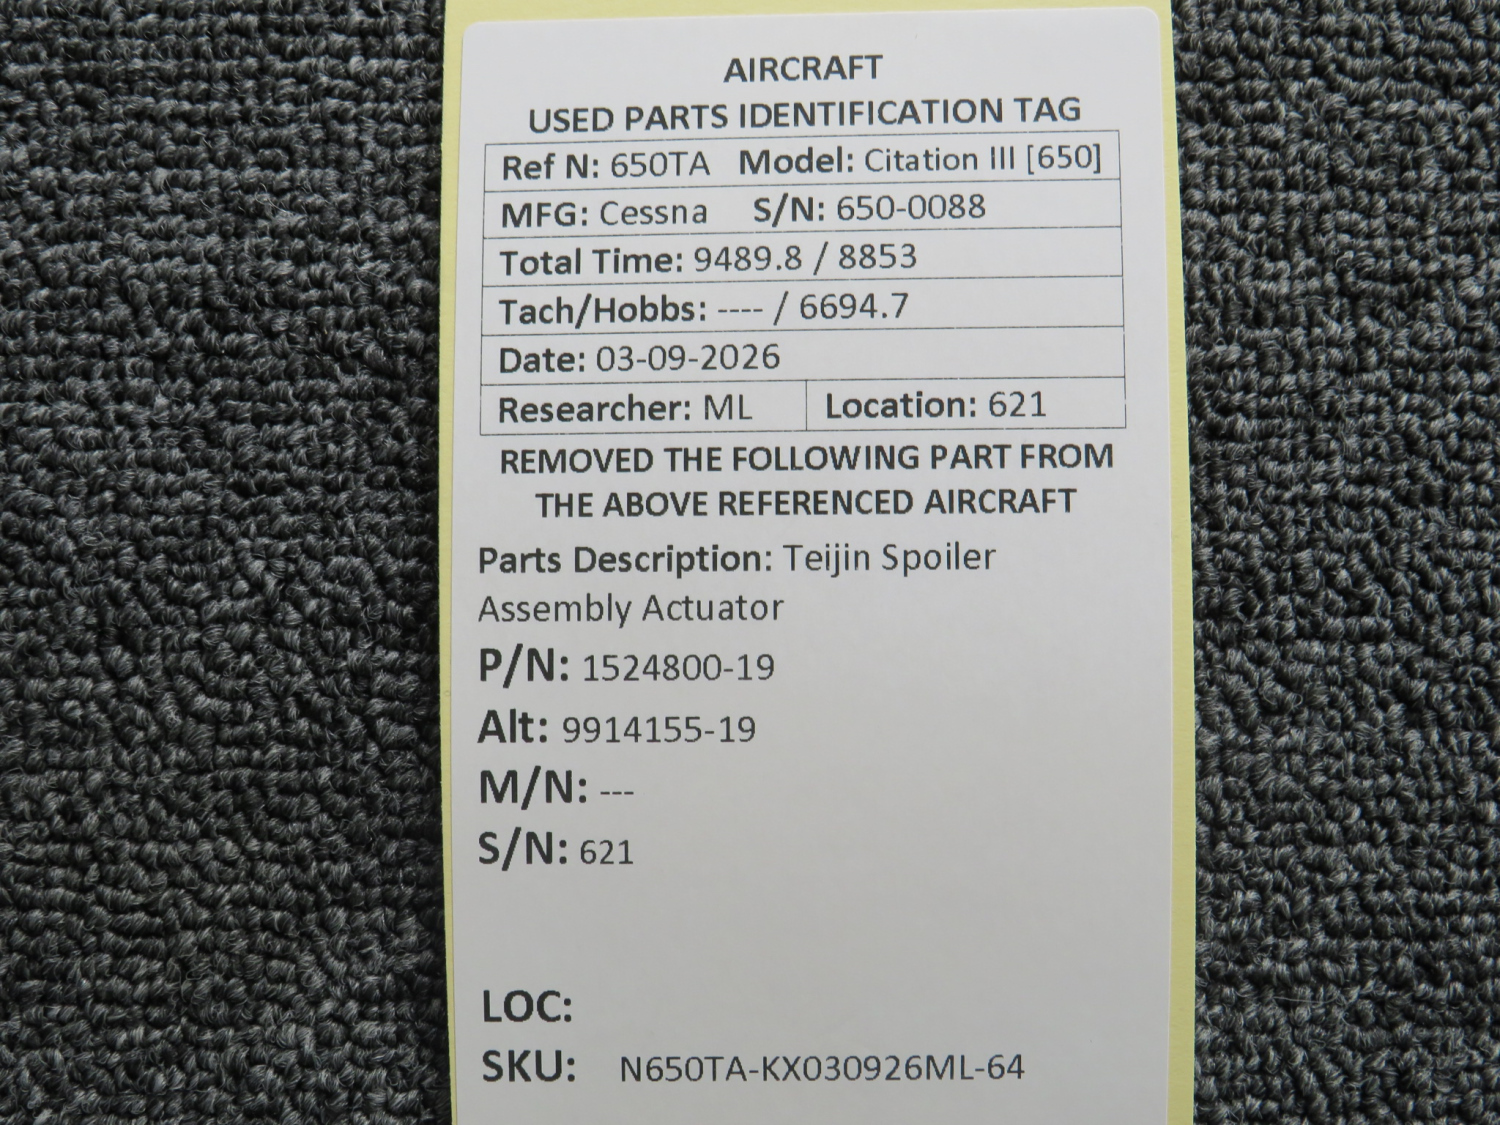 AIRCRAFT
USED PARTS IDENTIFICATION TAG
Ref N: 650TA Model: Citation III [650]
MFG: Cessna S/N: 650-0088
Total Time: 9489.8 / 8853
Tach/Hobbs: ---- / 6694.7
Date: 03-09-2026
Researcher: ML Location: 621
REMOVED THE FOLLOWING PART FROM
THE ABOVE REFERENCED AIRCRAFT
Parts Description: Teijin Spoiler
Assembly Actuator
P/N: 1524800-19
Alt: 9914155-19
M/N: ---
S/N: 621
LOC:
SKU: N650TA-KX030926ML-64